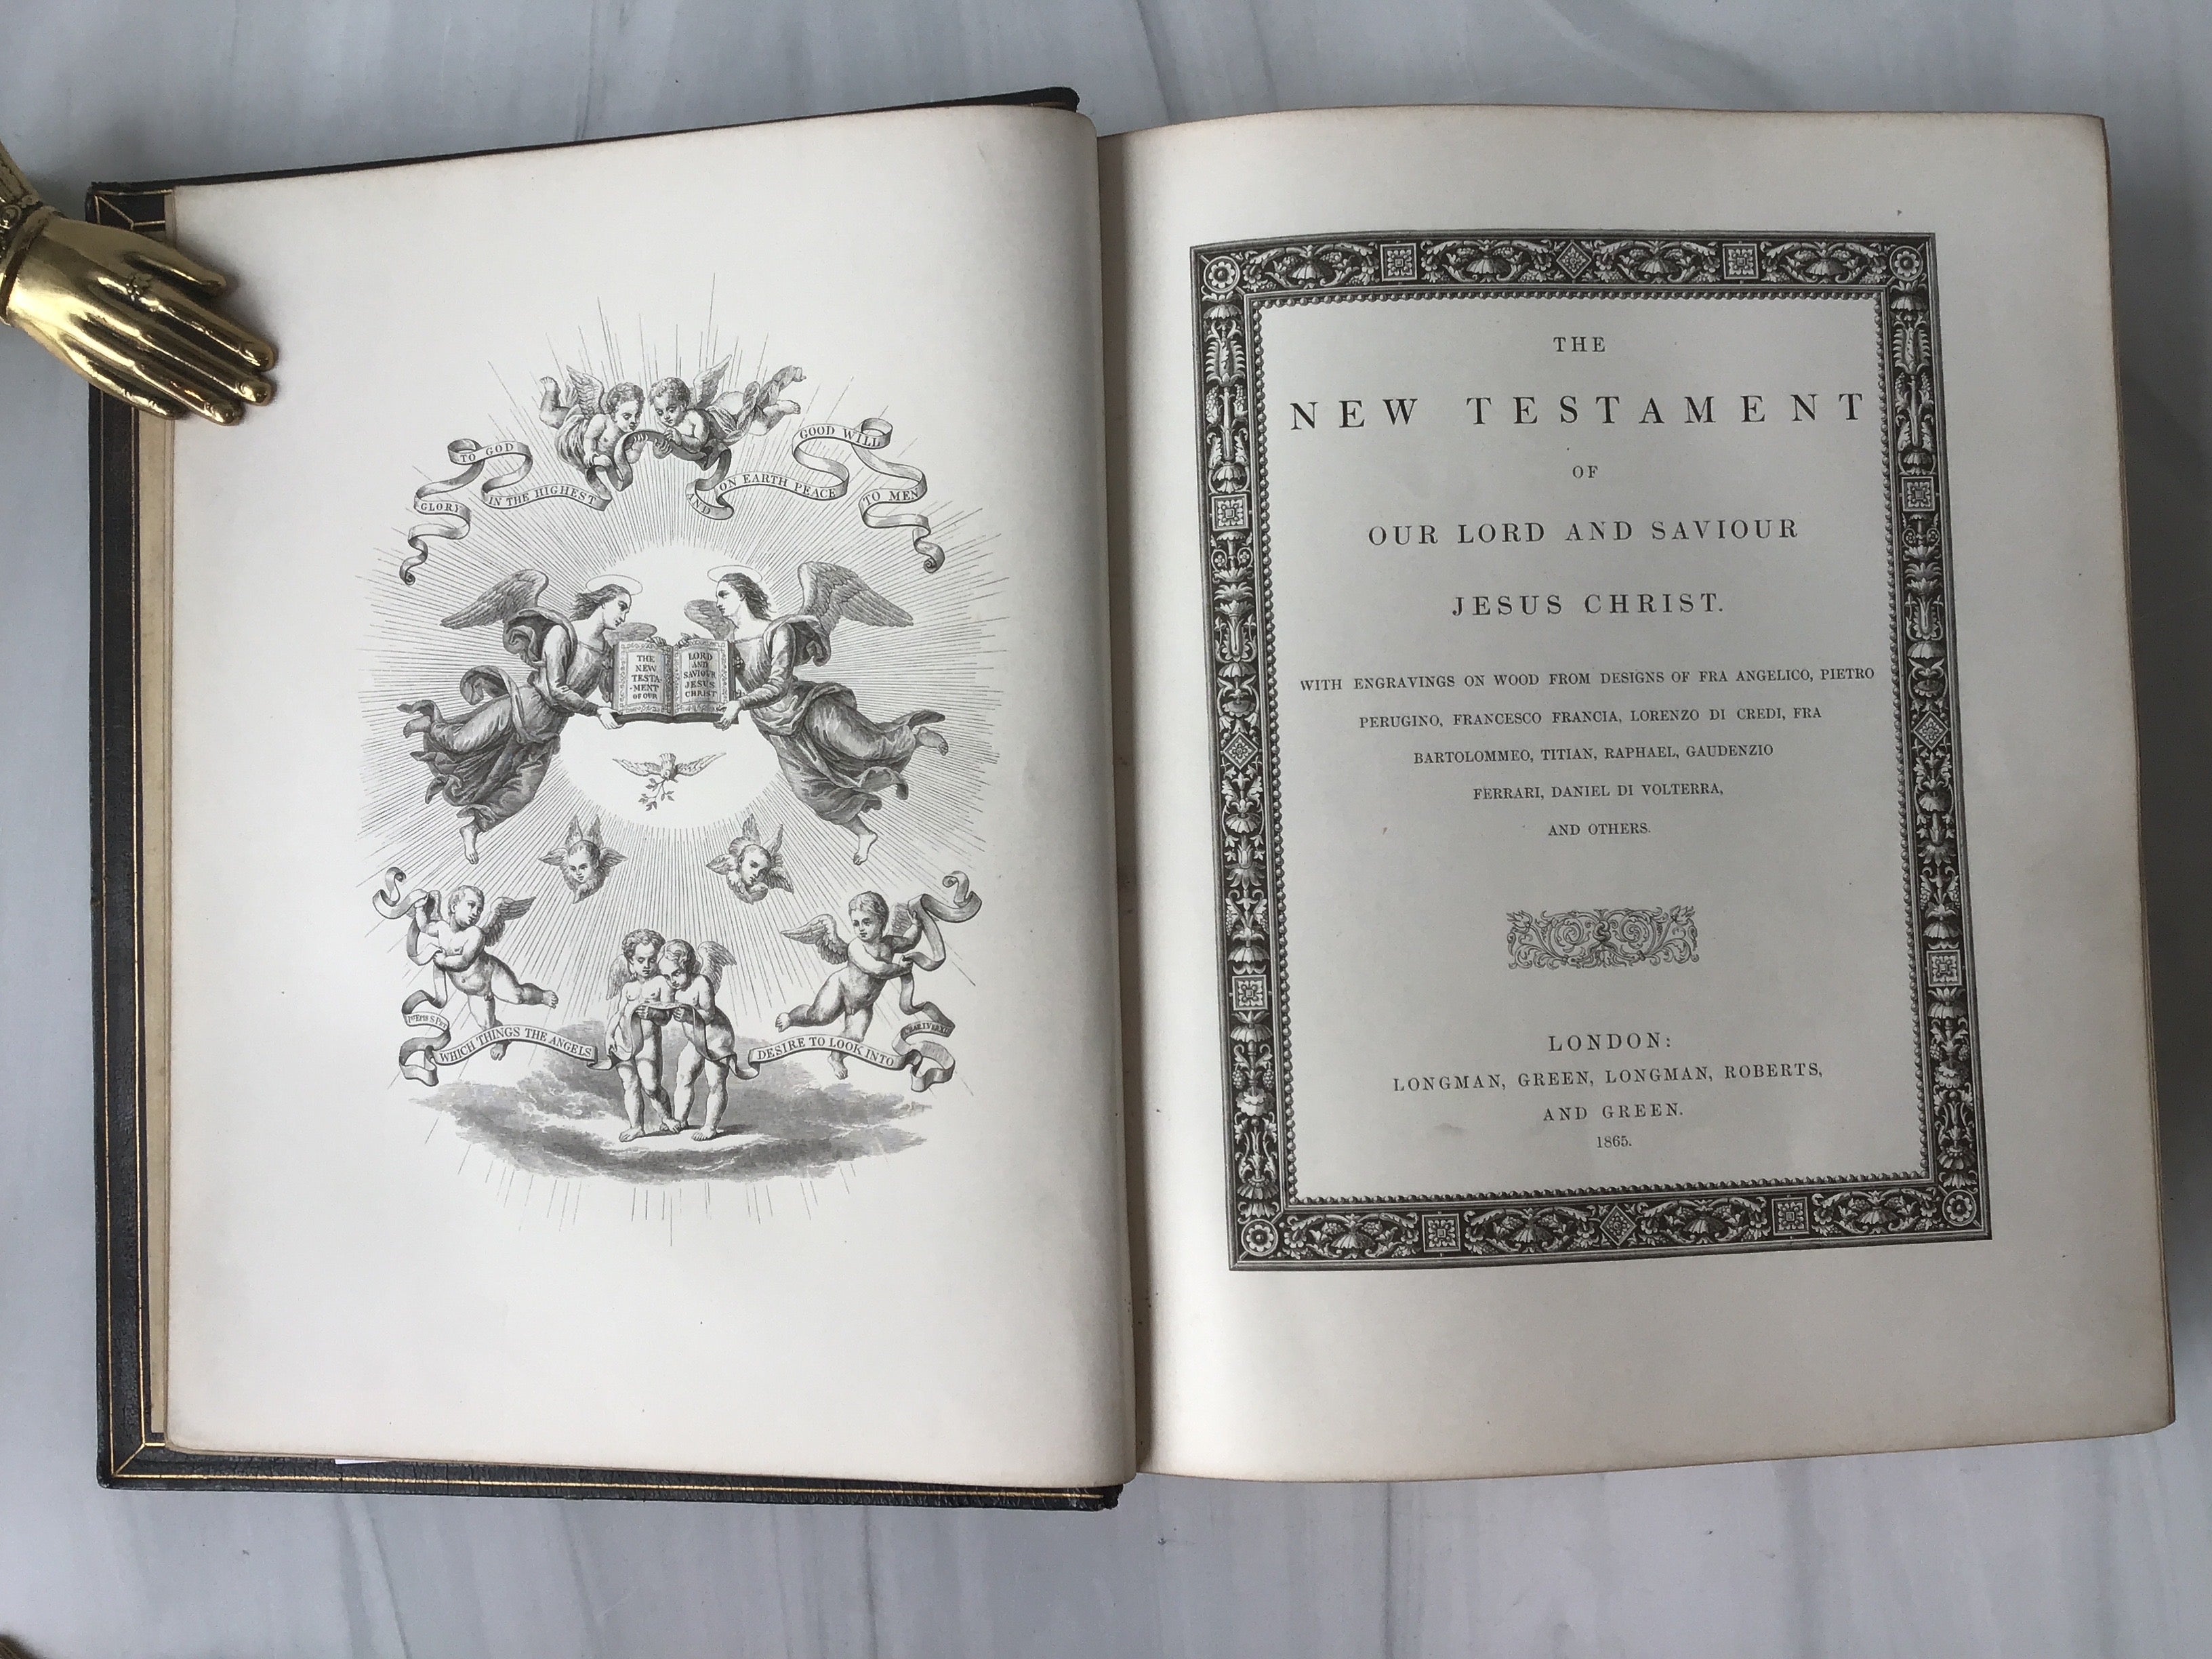 TO GOD
GLORY
IN THE HIGHEST
AND
ON EARTH PEACE
GOOD WILL
TO MEN
THE
NEW
TESTA-
-MENT
OF OUR
LORD
AND
SAVIOUR
JESUS
CHRIST
WHICH THINGS THE ANGELS
DESIRE TO LOOK INTO
THE
NEW TESTAMENT
OF
OUR LORD AND SAVIOUR
JESUS CHRIST.
WITH ENGRAVINGS ON WOOD FROM DESIGNS OF FRA ANGELICO, PIETRO
PERUGINO, FRANCESCO FRANCIA, LORENZO DI CREDI, FRA
BARTOLOMMEO, TITIAN, RAPHAEL, GAUDENZIO
FERRARI, DANIEL DI VOLTERRA,
AND OTHERS.
LONDON:
LONGMAN, GREEN, LONGMAN, ROBERTS,
AND GREEN.
1865.